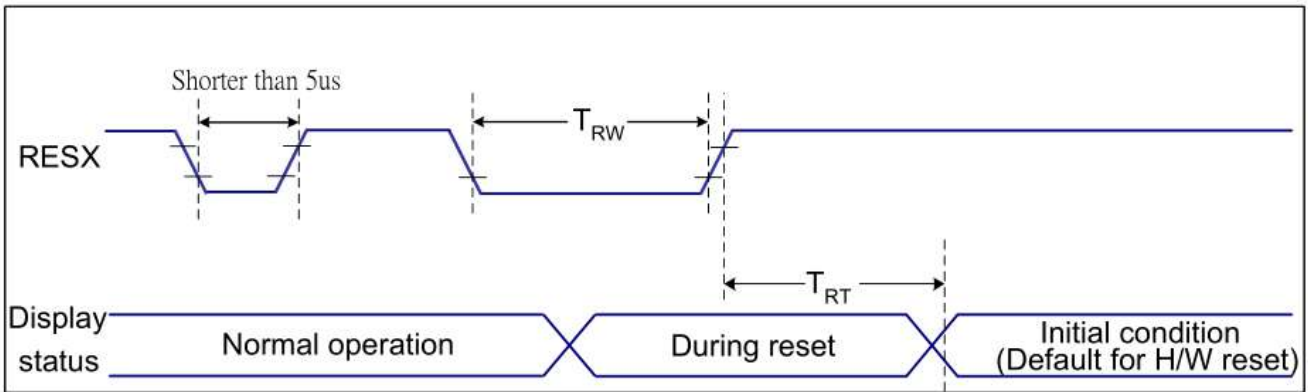 Shorter than 5us
RESX
TRW
TRT
Display
status
Normal operation
During reset
Initial condition
(Default for H/W reset)